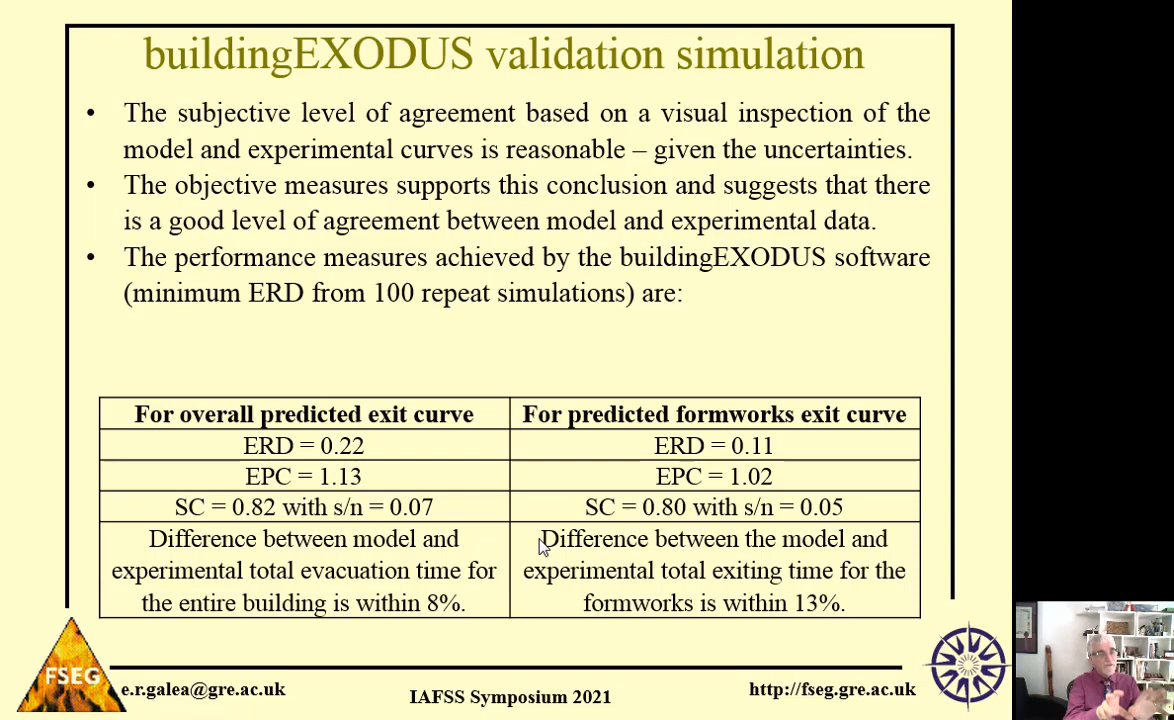 buildingEXODUS validation simulation
• The subjective level of agreement based on a visual inspection of the
model and experimental curves is reasonable – given the uncertainties.
• The objective measures supports this conclusion and suggests that there
is a good level of agreement between model and experimental data.
• The performance measures achieved by the buildingEXODUS software
(minimum ERD from 100 repeat simulations) are:
For overall predicted exit curve
For predicted formworks exit curve
ERD = 0.22
ERD = 0.11
EPC = 1.13
EPC = 1.02
SC = 0.82 with s/n = 0.07
SC = 0.80 with s/n = 0.05
Difference between model and
experimental total evacuation time for
the entire building is within 8%.
Difference between the model and
experimental total exiting time for the
formworks is within 13%.
FSEG
e.r.galea@gre.ac.uk
IAFSS Symposium 2021
http://fseg.gre.ac.uk